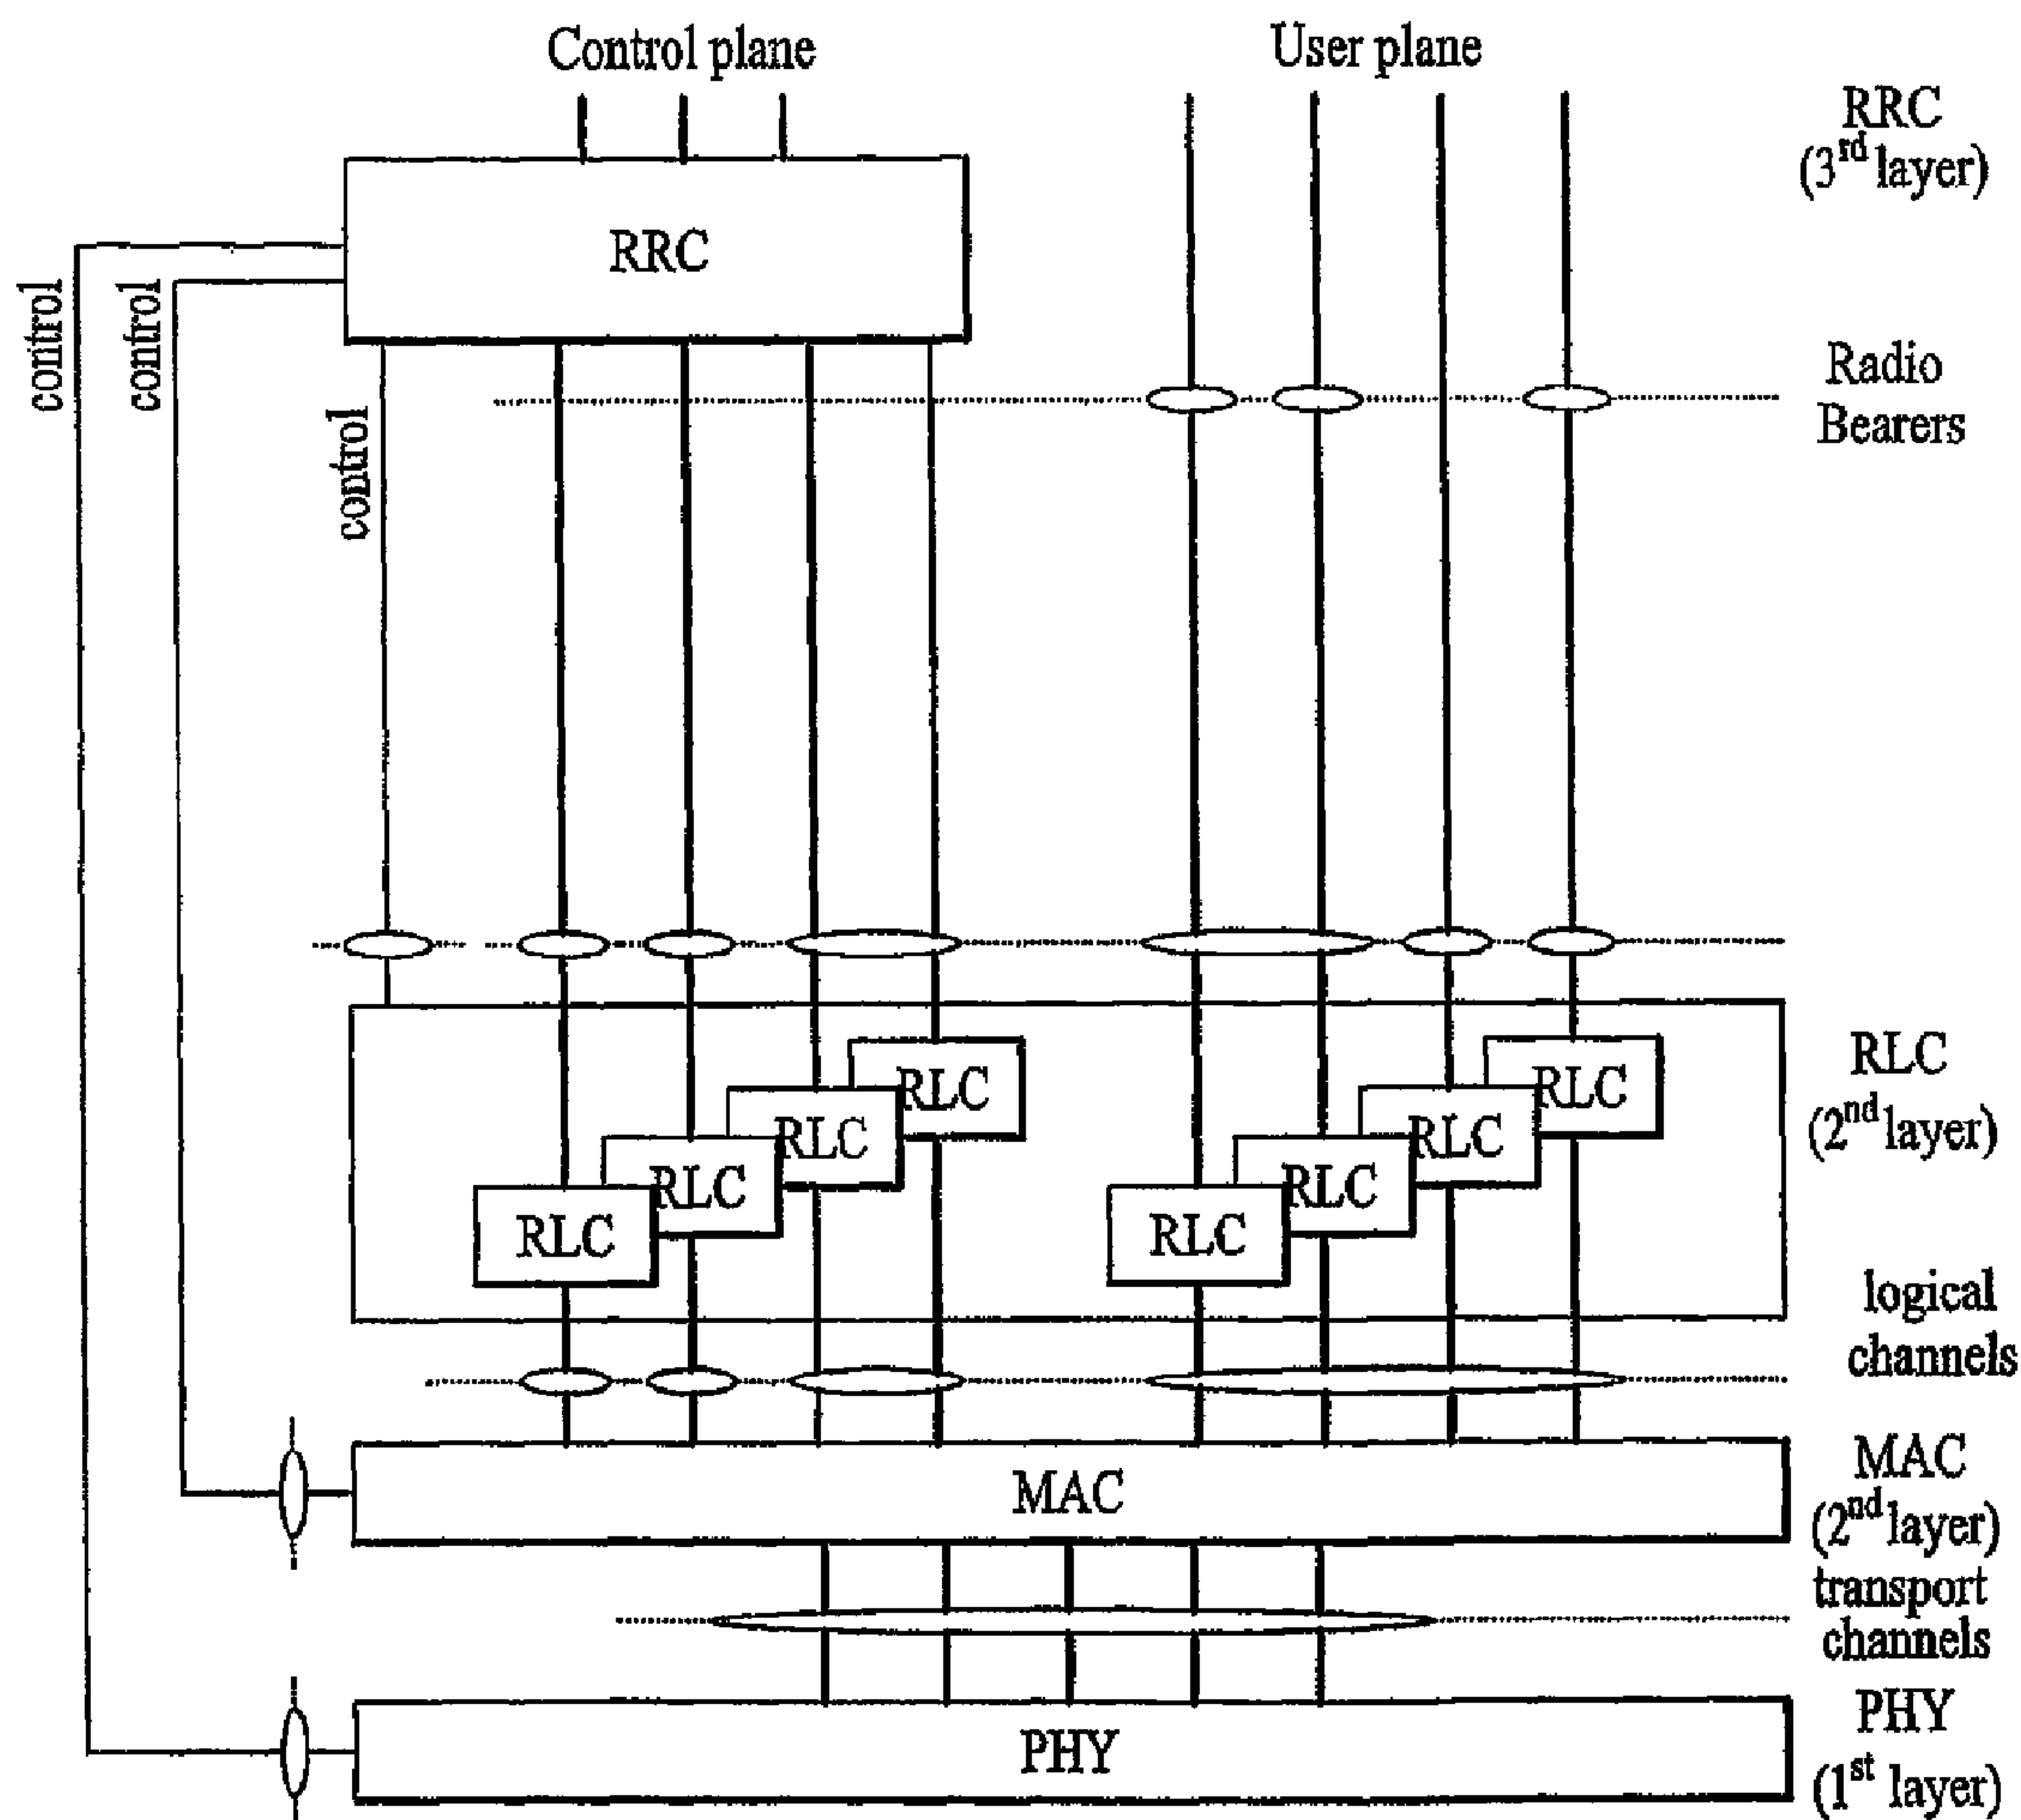 Control plane
User plane
RRC
(3rd layer)
RRC
control
control
control
Radio
Bearers
RLC
RLC
RLC
RLC
RLC
RLC
RLC
RLC
RLC
(2nd layer)
logical
channels
MAC
MAC
(2nd layer)
transport
channels
PHY
PHY
(1st layer)